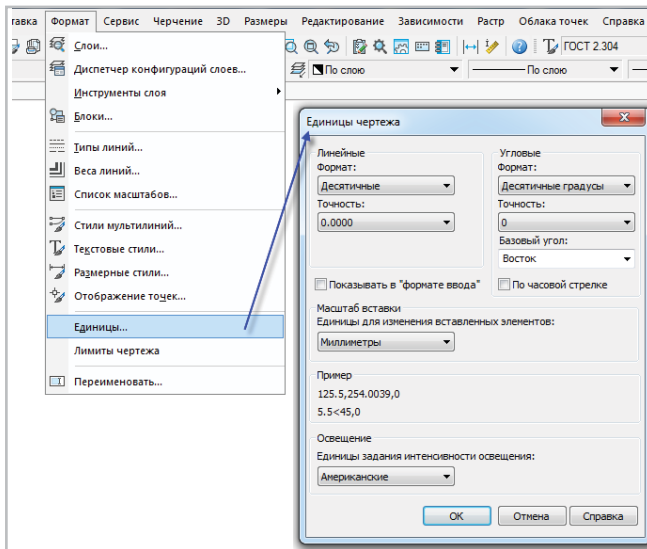 тавка Формат Сервис Черчение 3D Размеры Редактирование Зависимости Растр Облака точек Справка
ГОСТ 2.304
По слою По слою
Слои...
Диспетчер конфигураций слоев...
Инструменты слоя
Блоки...
Типы линий...
Веса линий...
Список масштабов...
Стили мультилиний...
Текстовые стили...
Размерные стили...
Отображение точек...
Единицы...
Лимиты чертежа
Переименовать...
Единицы чертежа
Линейные
Формат:
Десятичные
Точность:
0.0000
Угловые
Формат:
Десятичные градусы
Точность:
0
Базовый угол:
Восток
Показывать в "формате ввода"
По часовой стрелке
Масштаб вставки
Единицы для изменения вставленных элементов:
Миллиметры
Пример
125.5,254.0039,0
5.5<45,0
Освещение
Единицы задания интенсивности освещения:
Американские
ОК Отмена Справка